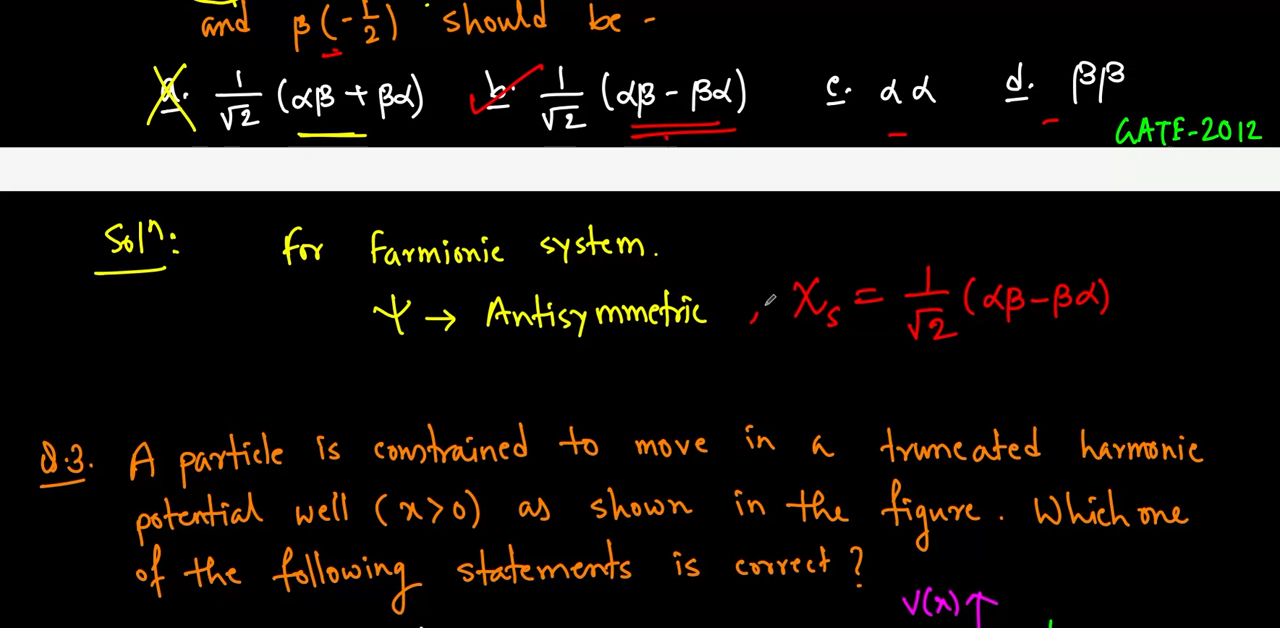 and β(-1/2) should be -
a. 1/√2 (αβ + βα) b. 1/√2 (αβ - βα) c. αα d. ββ
GATE-2012
Solⁿ: for Farmionic system.
Ψ → Antisymmetric , χₛ = 1/√2 (αβ-βα)
Q.3. A particle is constrained to move in a truncated harmonic
potential well (x>0) as shown in the figure. Which one
of the following statements is correct?
V(x)↑